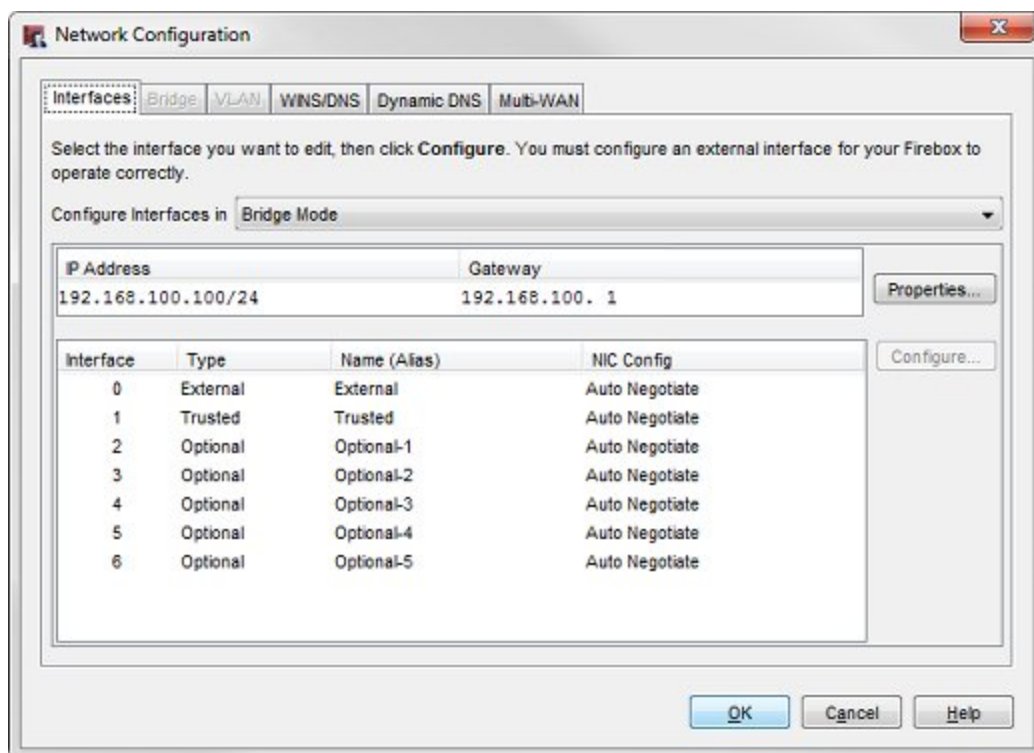 Network Configuration
Interfaces Bridge VLAN WINS/DNS Dynamic DNS Multi-WAN
Select the interface you want to edit, then click Configure. You must configure an external interface for your Firebox to
operate correctly.
Configure Interfaces in Bridge Mode
IP Address Gateway
192.168.100.100/24 192.168.100. 1
Properties...
Interface Type Name (Alias) NIC Config
Configure...
0 External External Auto Negotiate
1 Trusted Trusted Auto Negotiate
2 Optional Optional-1 Auto Negotiate
3 Optional Optional-2 Auto Negotiate
4 Optional Optional-3 Auto Negotiate
5 Optional Optional-4 Auto Negotiate
6 Optional Optional-5 Auto Negotiate
OK Cancel Help